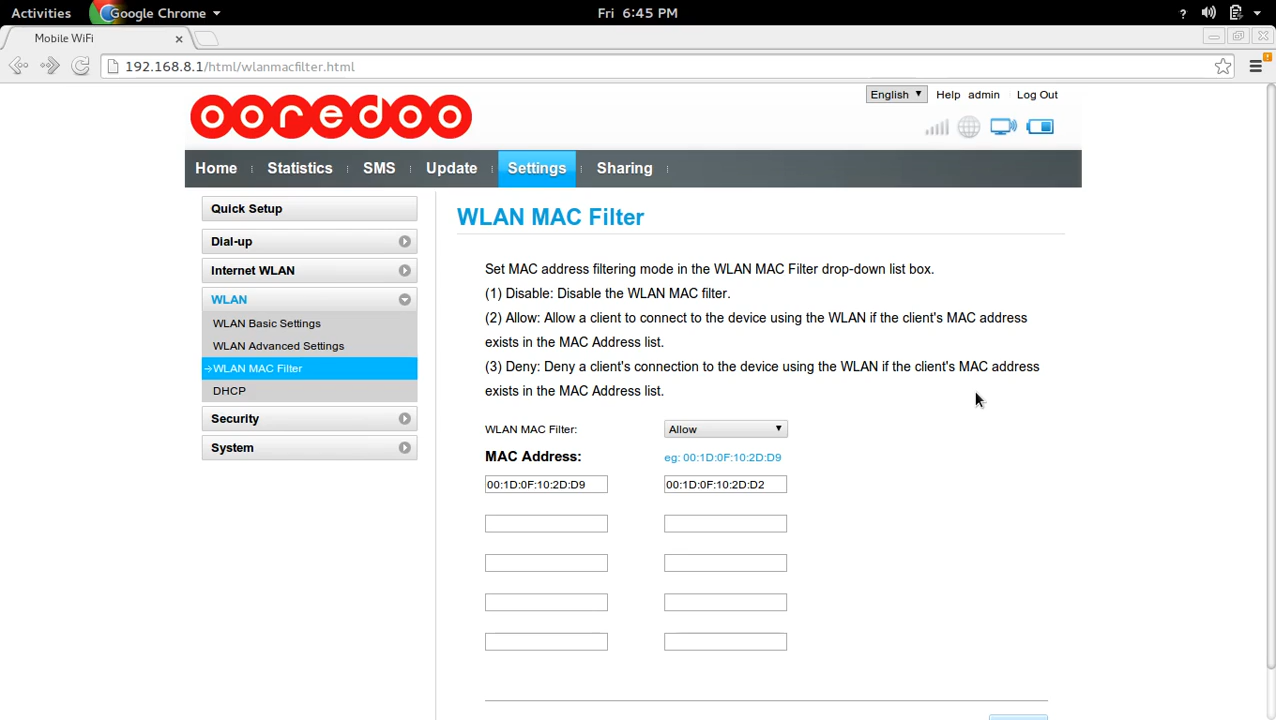 Activities Google Chrome Fri 6:45 PM ?
Mobile WiFi
192.168.8.1/html/wlanmacfilter.html
English Help admin Log Out
ooredoo
Home Statistics SMS Update Settings Sharing
Quick Setup
Dial-up
Internet WLAN
WLAN
WLAN Basic Settings
WLAN Advanced Settings
WLAN MAC Filter
DHCP
Security
System
WLAN MAC Filter
Set MAC address filtering mode in the WLAN MAC Filter drop-down list box.
(1) Disable: Disable the WLAN MAC filter.
(2) Allow: Allow a client to connect to the device using the WLAN if the client's MAC address
exists in the MAC Address list.
(3) Deny: Deny a client's connection to the device using the WLAN if the client's MAC address
exists in the MAC Address list.
WLAN MAC Filter: Allow
MAC Address: eg: 00:1D:0F:10:2D:D9
00:1D:0F:10:2D:D9 00:1D:0F:10:2D:D2